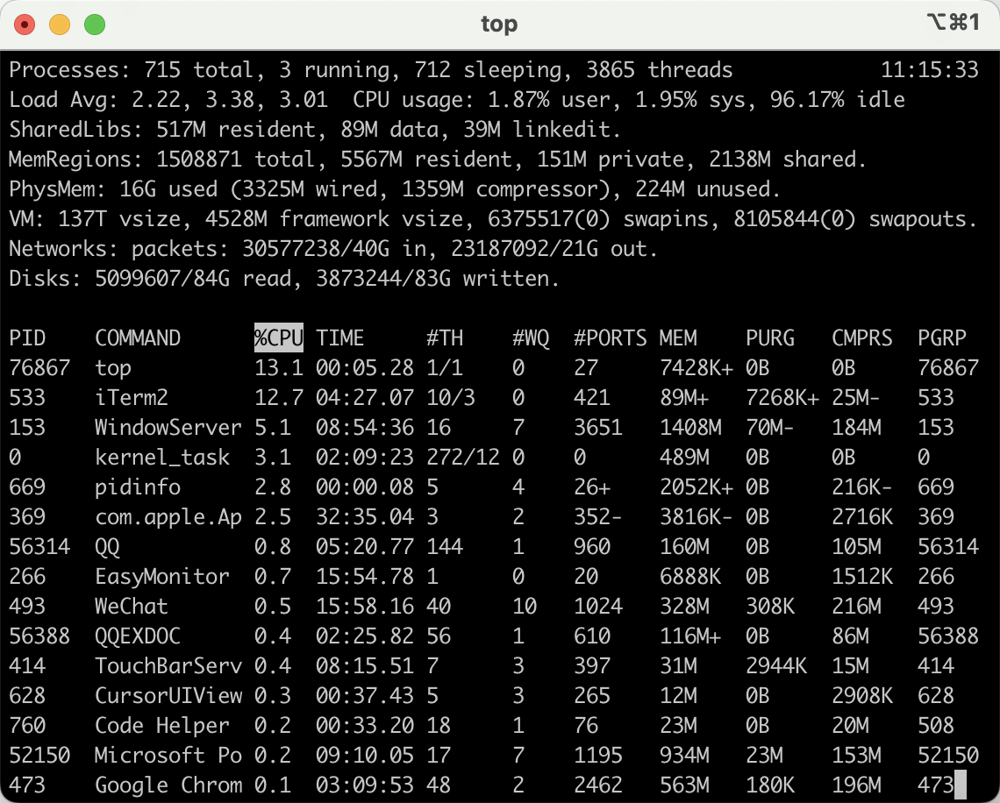 top
⌥⌘1
Processes: 715 total, 3 running, 712 sleeping, 3865 threads 11:15:33
Load Avg: 2.22, 3.38, 3.01 CPU usage: 1.87% user, 1.95% sys, 96.17% idle
SharedLibs: 517M resident, 89M data, 39M linkedit.
MemRegions: 1508871 total, 5567M resident, 151M private, 2138M shared.
PhysMem: 16G used (3325M wired, 1359M compressor), 224M unused.
VM: 137T vsize, 4528M framework vsize, 6375517(0) swapins, 8105844(0) swapouts.
Networks: packets: 30577238/40G in, 23187092/21G out.
Disks: 5099607/84G read, 3873244/83G written.
PID COMMAND %CPU TIME #TH #WQ #PORTS MEM PURG CMPRS PGRP
76867 top 13.1 00:05.28 1/1 0 27 7428K+ 0B 0B 76867
533 iTerm2 12.7 04:27.07 10/3 0 421 89M+ 7268K+ 25M- 533
153 WindowServer 5.1 08:54:36 16 7 3651 1408M 70M- 184M 153
0 kernel_task 3.1 02:09:23 272/12 0 0 489M 0B 0B 0
669 pidinfo 2.8 00:00.08 5 4 26+ 2052K+ 0B 216K- 669
369 com.apple.Ap 2.5 32:35.04 3 2 352- 3816K- 0B 2716K 369
56314 QQ 0.8 05:20.77 144 1 960 160M 0B 105M 56314
266 EasyMonitor 0.7 15:54.78 1 0 20 6888K 0B 1512K 266
493 WeChat 0.5 15:58.16 40 10 1024 328M 308K 216M 493
56388 QQEXDOC 0.4 02:25.82 56 1 610 116M+ 0B 86M 56388
414 TouchBarServ 0.4 08:15.51 7 3 397 31M 2944K 15M 414
628 CursorUIView 0.3 00:37.43 5 3 265 12M 0B 2908K 628
760 Code Helper 0.2 00:33.20 18 1 76 23M 0B 20M 508
52150 Microsoft Po 0.2 09:10.05 17 7 1195 934M 23M 153M 52150
473 Google Chrom 0.1 03:09:53 48 2 2462 563M 180K 196M 473